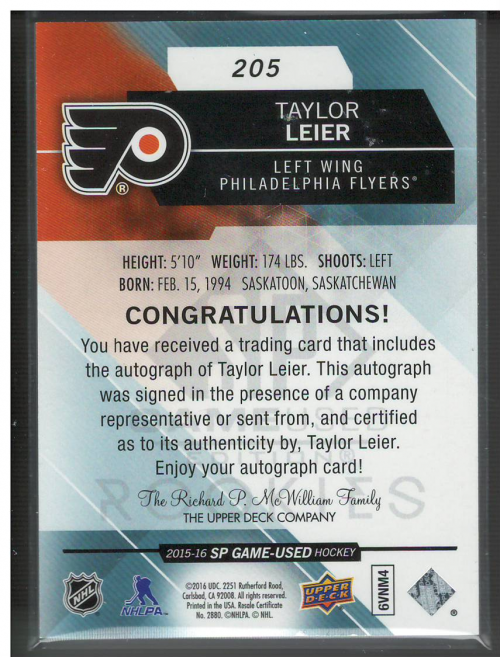 205
TAYLOR
LEIER
LEFT WING
PHILADELPHIA FLYERS®
®
HEIGHT: 5'10" WEIGHT: 174 LBS. SHOOTS: LEFT
BORN: FEB. 15, 1994 SASKATOON, SASKATCHEWAN
CONGRATULATIONS!
You have received a trading card that includes
the autograph of Taylor Leier. This autograph
was signed in the presence of a company
representative or sent from, and certified
as to its authenticity by, Taylor Leier.
Enjoy your autograph card!
The Richard P. McWilliam Family
THE UPPER DECK COMPANY
ROOKIES
2015-16 SP GAME-USED HOCKEY
NHL
NHLPA
©2016 UDC. 2251 Rutherford Road,
Carlsbad, CA 92008. All rights reserved.
Printed in the USA. Resale Certificate
No. 2880. ©NHLPA. © NHL.
UPPER
DECK
6VNM4
®